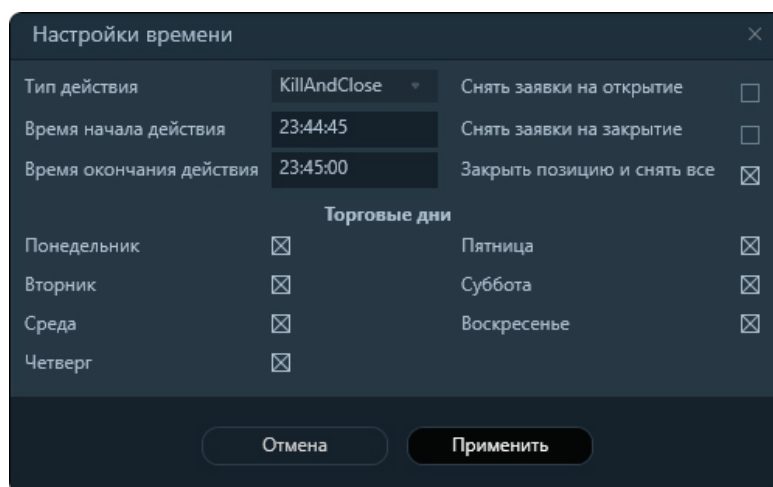 Настройки времени
Тип действия KillAndClose Снять заявки на открытие
Время начала действия 23:44:45 Снять заявки на закрытие
Время окончания действия 23:45:00 Закрыть позицию и снять все
Торговые дни
Понедельник Пятница
Вторник Суббота
Среда Воскресенье
Четверг
Отмена Применить